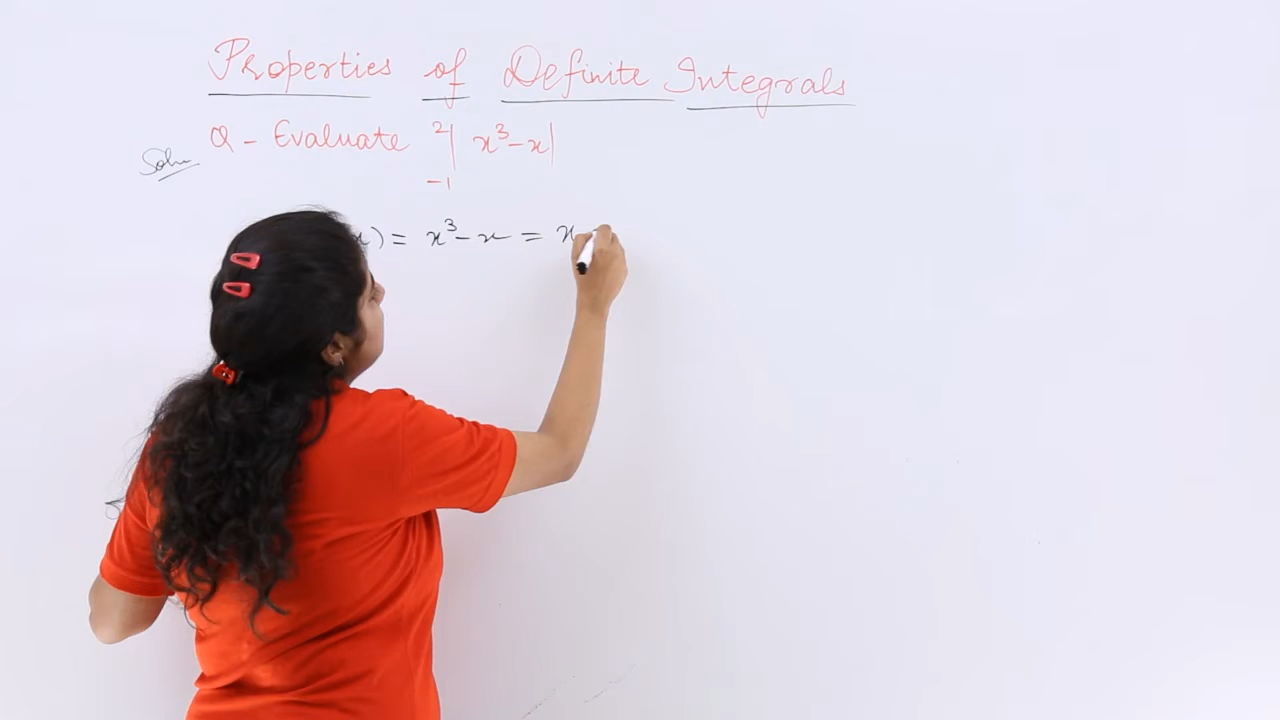 Properties of Definite Integrals
Q - Evaluate ²| x³-x|
-1
Soln
x) = x³-x = x